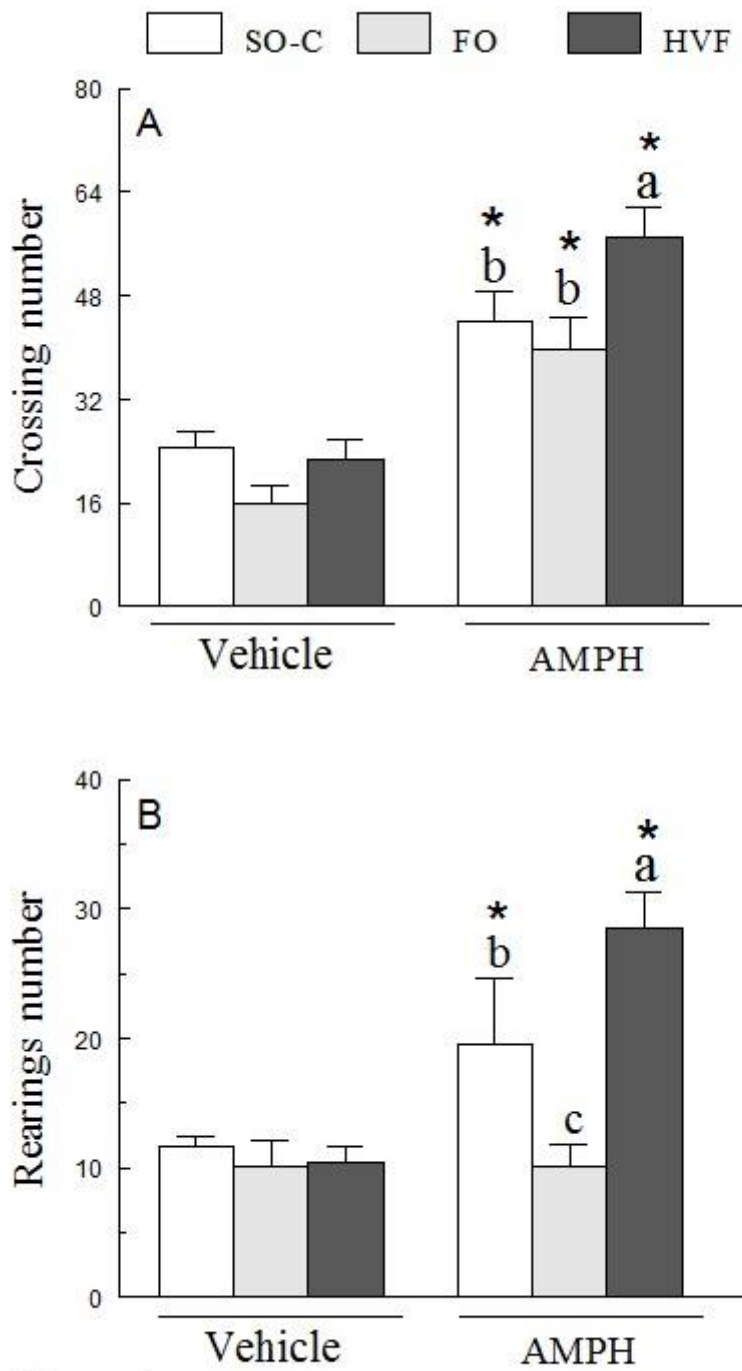 SO-C FO HVF
A
Crossing number
80
64
48
32
16
0
* b
* b
* a
Vehicle AMPH
B
Rearings number
40
30
20
10
0
* b
c
* a
Vehicle AMPH